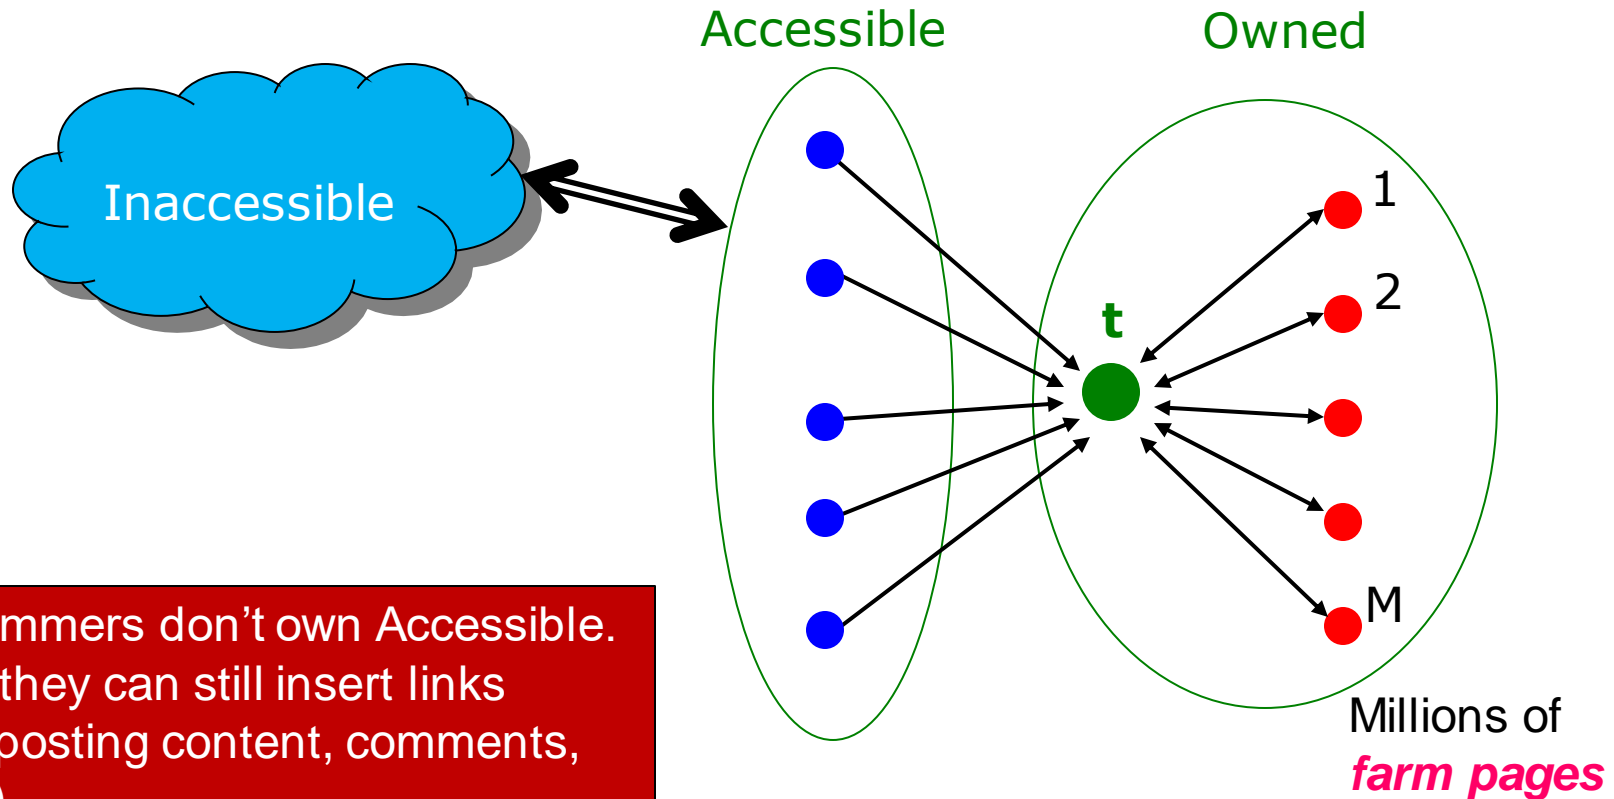 Accessible
Owned
Inaccessible
1
2
t
M
mmers don’t own Accessible.
they can still insert links
posting content, comments,
Millions of
farm pages